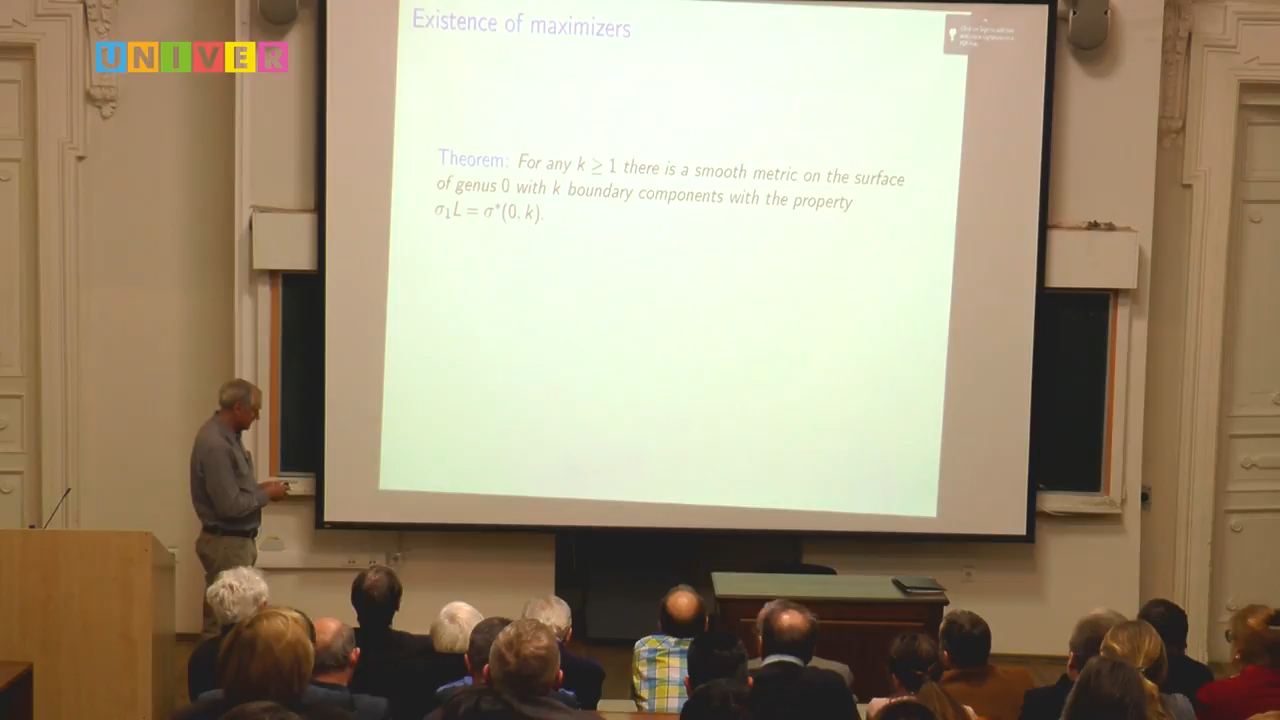 UNIVER
Existence of maximizers
Theorem: For any k ≥ 1 there is a smooth metric on the surface
of genus 0 with k boundary components with the property
σ₁L = σ*(0, k).